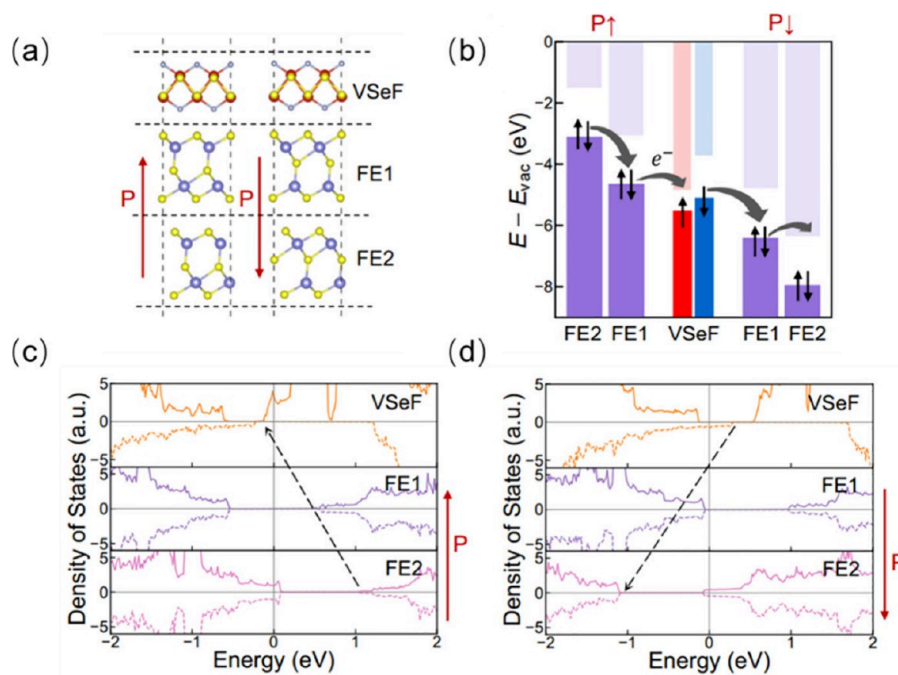 (a)
VSeF
FE1
FE2
P
P
(b)
P↑
P↓
E − E_vac (eV)
0
−2
−4
−6
−8
e⁻
FE2
FE1
VSeF
FE1
FE2
(c)
Density of States (a.u.)
5
0
−5
5
0
−5
5
0
−5
VSeF
FE1
FE2
P
−2
−1
0
1
2
Energy (eV)
(d)
Density of States (a.u.)
5
0
−5
5
0
−5
5
0
−5
VSeF
FE1
FE2
P
−2
−1
0
1
2
Energy (eV)